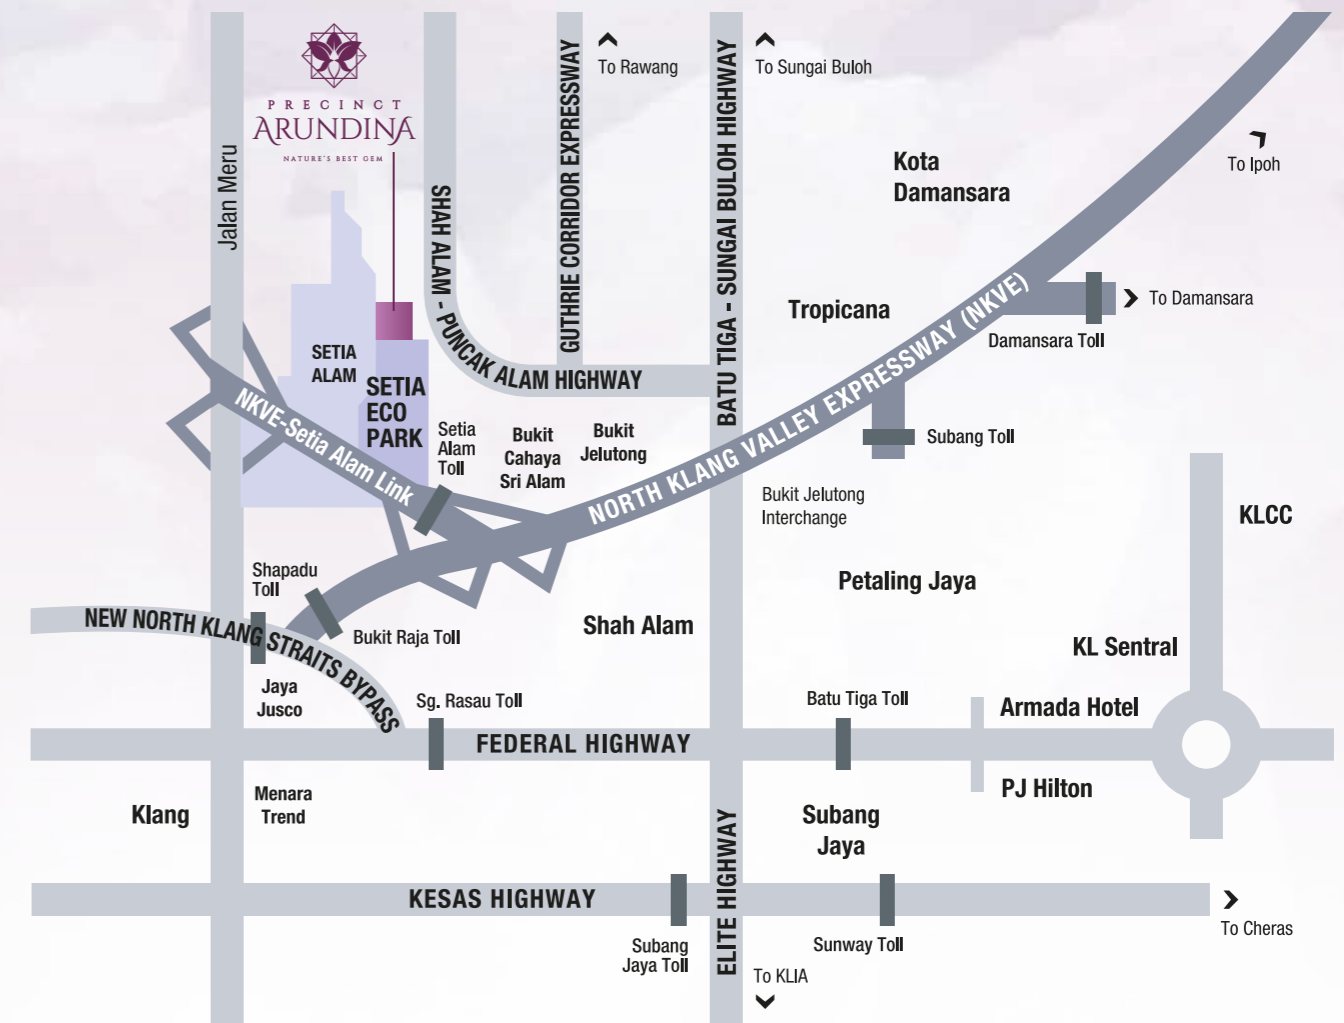 PRECINCT
ARUNDINA
NATURE'S BEST GEM
To Rawang
To Sungai Buloh
To Ipoh
Kota
Damansara
Jalan Meru
SHAH ALAM - PUNCAK ALAM HIGHWAY
GUTHRIE CORRIDOR EXPRESSWAY
BATU TIGA - SUNGAI BULOH HIGHWAY
Tropicana
To Damansara
Damansara Toll
SETIA
ALAM
SETIA
ECO
PARK
NKVE-Setia Alam Link
Setia
Alam
Toll
Bukit
Cahaya
Sri Alam
Bukit
Jelutong
NORTH KLANG VALLEY EXPRESSWAY (NKVE)
Subang Toll
Bukit Jelutong
Interchange
KLCC
Shapadu
Toll
Petaling Jaya
NEW NORTH KLANG STRAITS BYPASS
Bukit Raja Toll
Shah Alam
KL Sentral
Jaya
Jusco
Sg. Rasau Toll
Batu Tiga Toll
Armada Hotel
FEDERAL HIGHWAY
PJ Hilton
Klang
Menara
Trend
Subang
Jaya
ELITE HIGHWAY
KESAS HIGHWAY
To Cheras
Subang
Jaya Toll
Sunway Toll
To KLIA